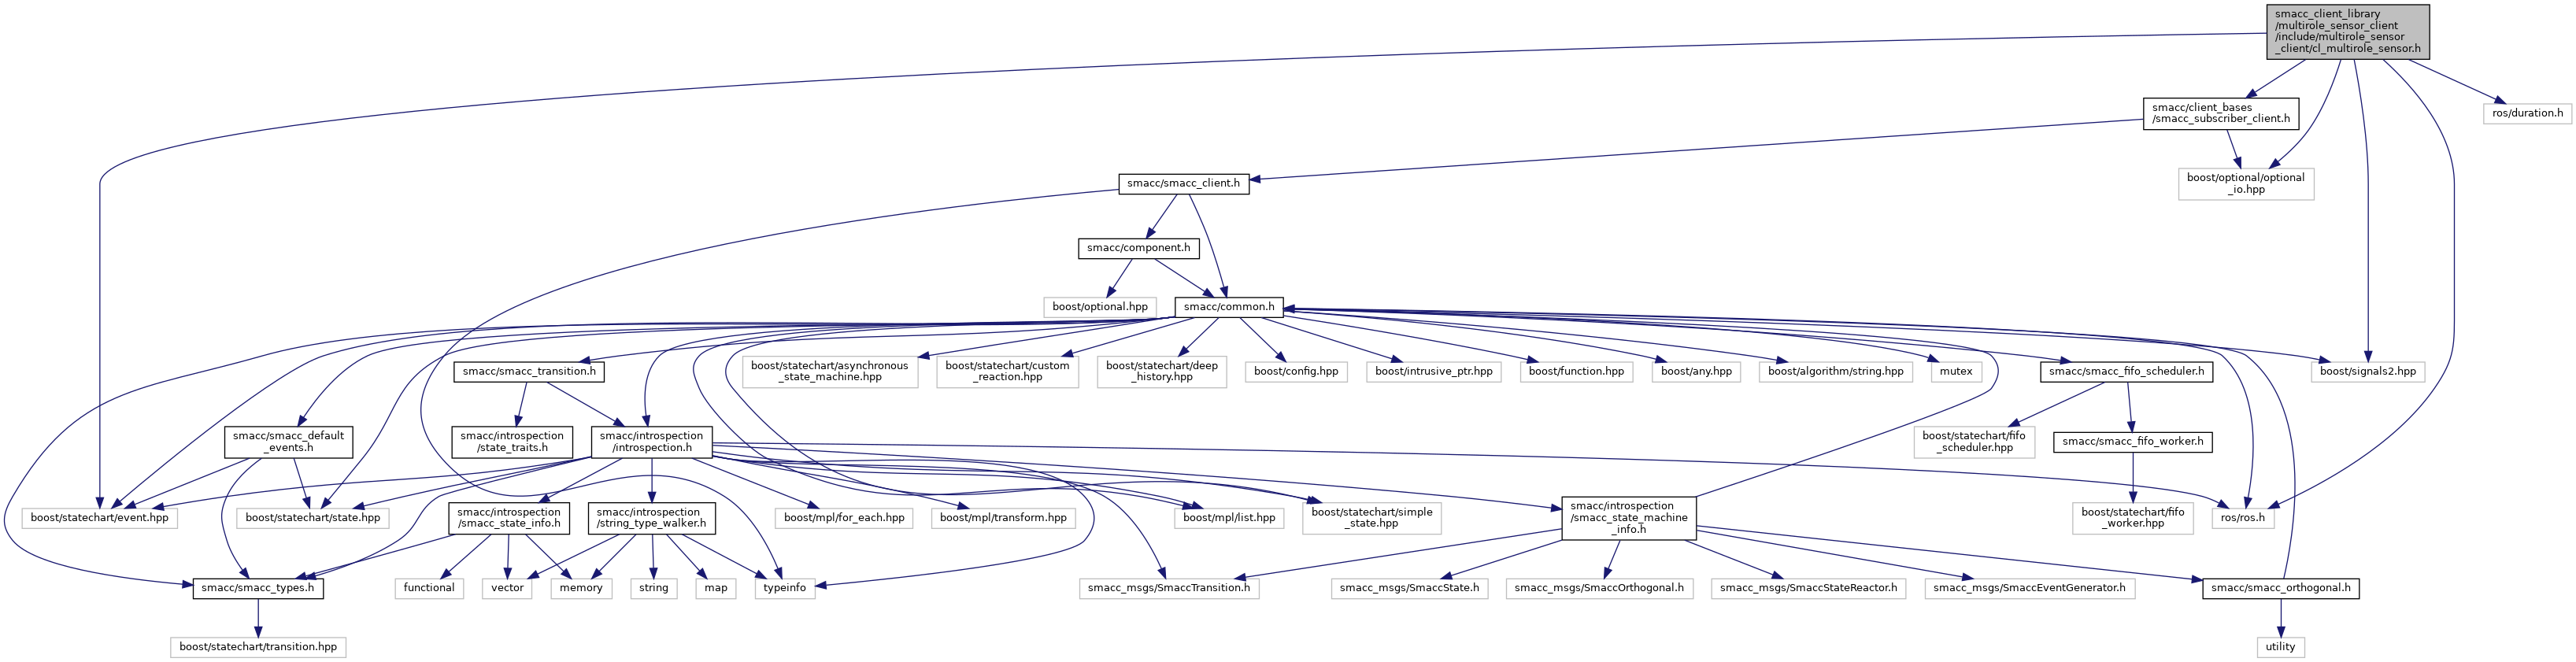 smacc_client_library
/multirole_sensor_client
/include/multirole_sensor
_client/cl_multirole_sensor.h
smacc/client_bases
/smacc_subscriber_client.h
ros/duration.h
smacc/smacc_client.h
boost/optional/optional
_io.hpp
smacc/component.h
boost/optional.hpp
smacc/common.h
smacc/smacc_transition.h
boost/statechart/asynchronous
_state_machine.hpp
boost/statechart/custom
_reaction.hpp
boost/statechart/deep
_history.hpp
boost/config.hpp
boost/intrusive_ptr.hpp
boost/function.hpp
boost/any.hpp
boost/algorithm/string.hpp
mutex
smacc/smacc_fifo_scheduler.h
boost/signals2.hpp
smacc/smacc_default
_events.h
smacc/introspection
/state_traits.h
smacc/introspection
/introspection.h
boost/statechart/fifo
_scheduler.hpp
smacc/smacc_fifo_worker.h
boost/statechart/event.hpp
boost/statechart/state.hpp
smacc/introspection
/smacc_state_info.h
smacc/introspection
/string_type_walker.h
boost/mpl/for_each.hpp
boost/mpl/transform.hpp
boost/mpl/list.hpp
boost/statechart/simple
_state.hpp
smacc/introspection
/smacc_state_machine
_info.h
boost/statechart/fifo
_worker.hpp
ros/ros.h
smacc/smacc_types.h
functional
vector
memory
string
map
typeinfo
smacc_msgs/SmaccTransition.h
smacc_msgs/SmaccState.h
smacc_msgs/SmaccOrthogonal.h
smacc_msgs/SmaccStateReactor.h
smacc_msgs/SmaccEventGenerator.h
smacc/smacc_orthogonal.h
boost/statechart/transition.hpp
utility